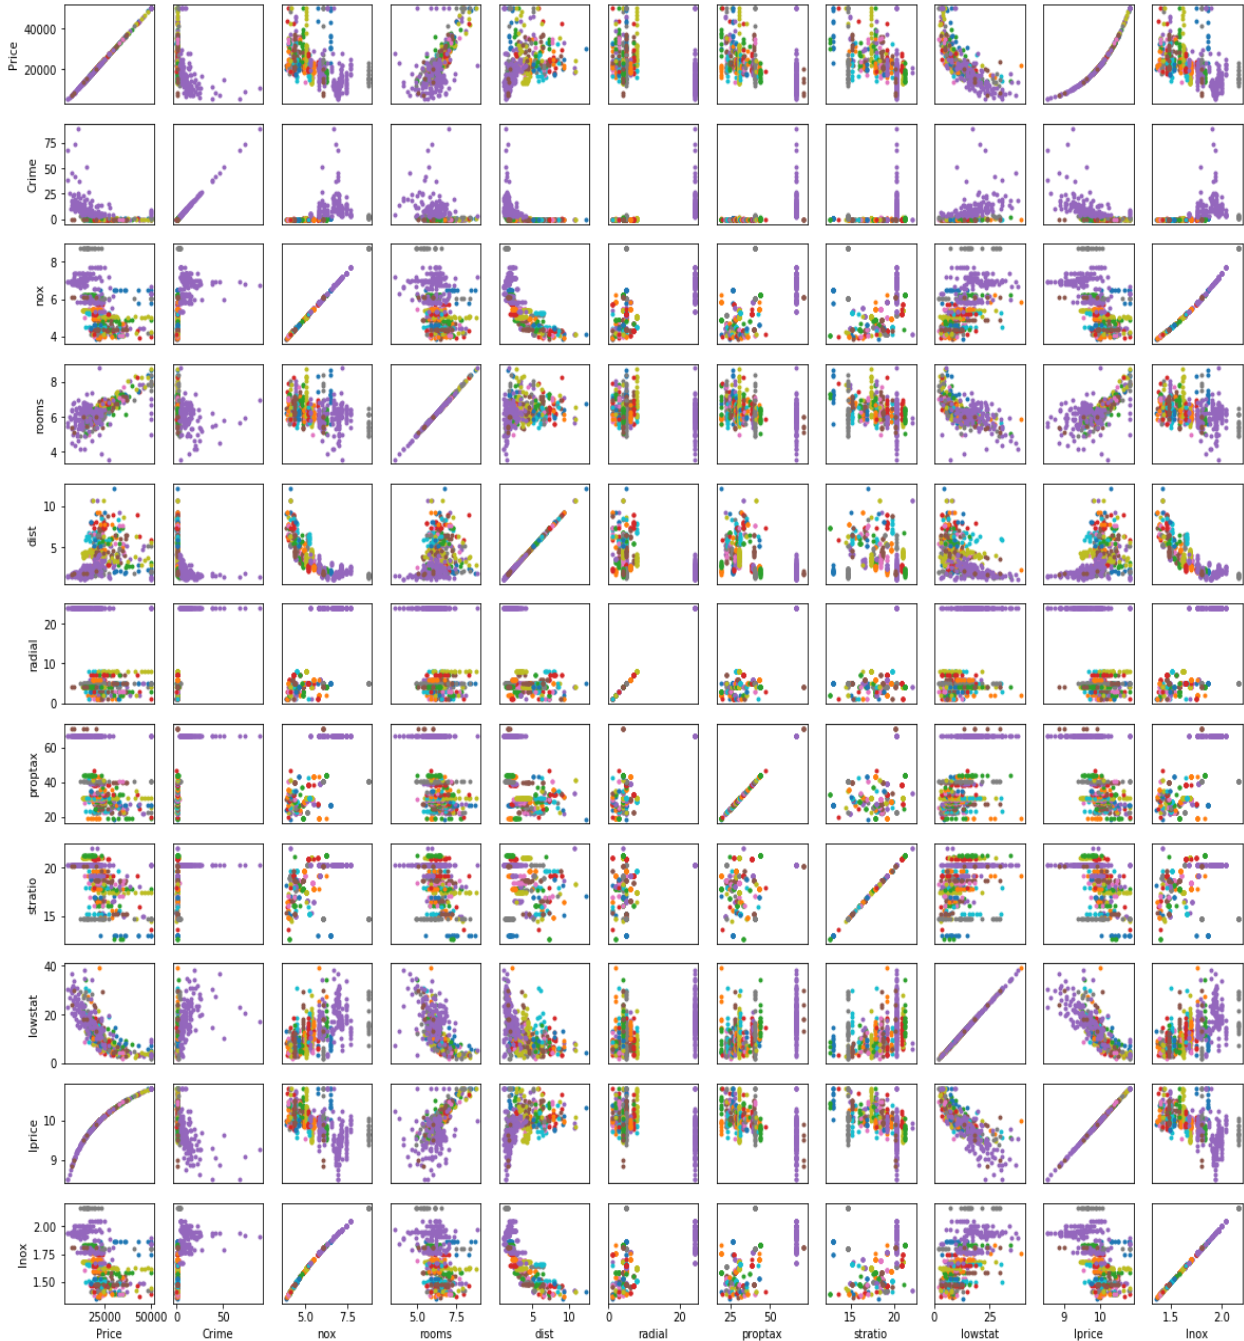 40000
Price
20000
75
50
Crime
25
0
8
nox
6
4
8
rooms
6
4
10
dist
5
20
radial
10
0
60
proptax
40
20
20
stratio
15
40
lowstat
20
0
10
lprice
9
2.00
lnox
1.75
1.50
25000 50000 0 50 5.0 7.5 5.0 7.5 5 10 0 20 25 50 15 20 0 25 9 10 1.5 2.0
Price Crime nox rooms dist radial proptax stratio lowstat lprice lnox